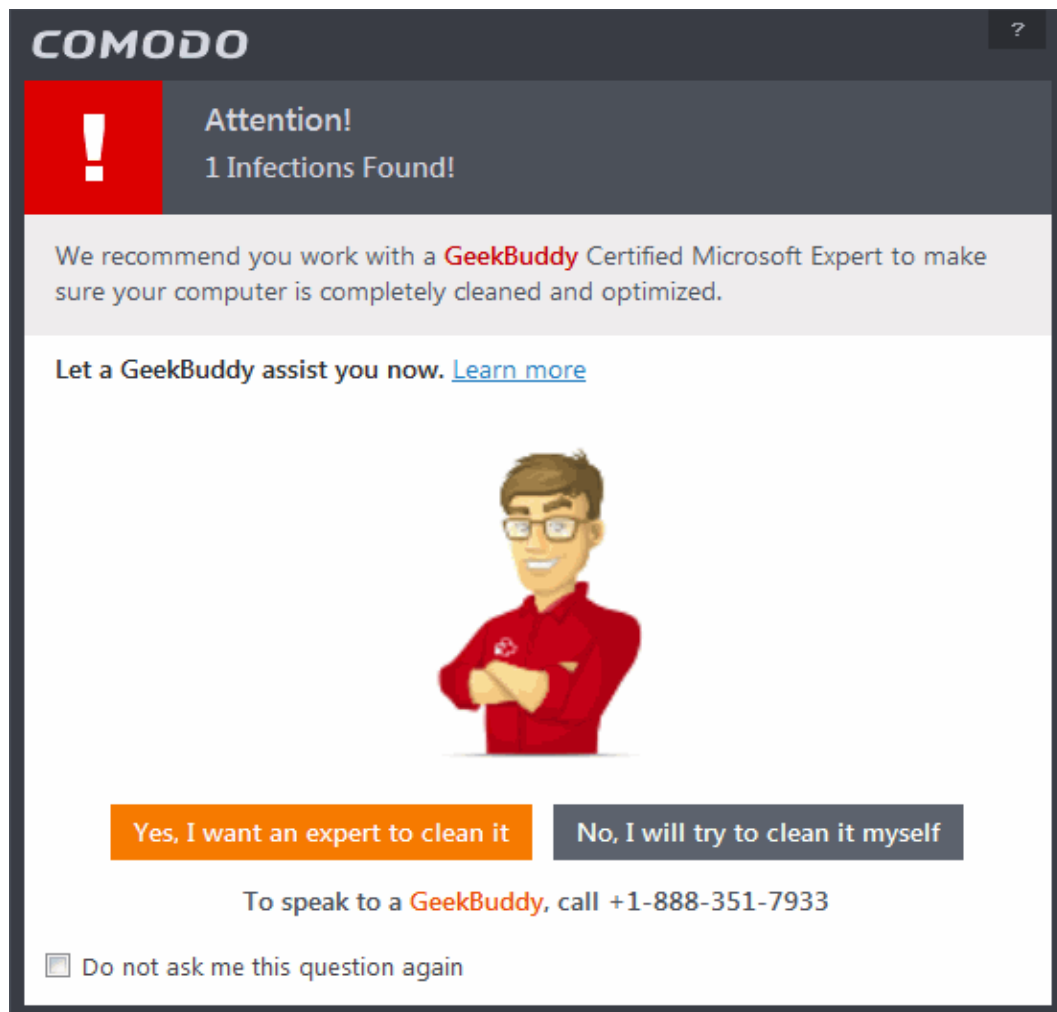 COMODO
?
!
Attention!
1 Infections Found!
We recommend you work with a GeekBuddy Certified Microsoft Expert to make
sure your computer is completely cleaned and optimized.
Let a GeekBuddy assist you now. Learn more
Yes, I want an expert to clean it
No, I will try to clean it myself
To speak to a GeekBuddy, call +1-888-351-7933
Do not ask me this question again